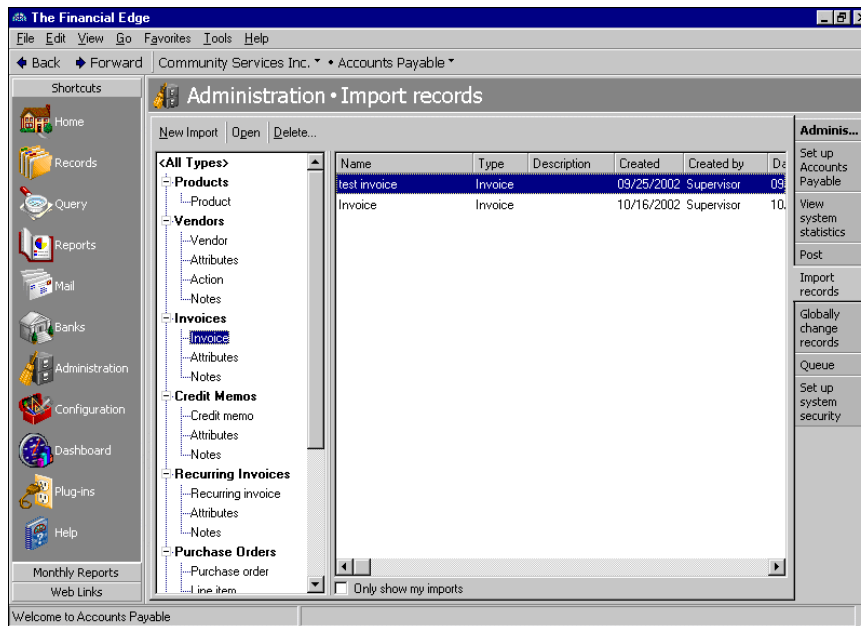 The Financial Edge
File Edit View Go Favorites Tools Help
Back Forward Community Services Inc. • Accounts Payable
Shortcuts
Home
Records
Query
Reports
Mail
Banks
Administration
Configuration
Dashboard
Plug-ins
Help
Monthly Reports
Web Links
Administration • Import records
New Import Open Delete...
<All Types>
Products
Product
Vendors
Vendor
Attributes
Action
Notes
Invoices
Invoice
Attributes
Notes
Credit Memos
Credit memo
Attributes
Notes
Recurring Invoices
Recurring invoice
Attributes
Notes
Purchase Orders
Purchase order
Line item
Name Type Description Created Created by Da
test invoice Invoice 09/25/2002 Supervisor 09
Invoice Invoice 10/16/2002 Supervisor 10
Only show my imports
Adminis...
Set up
Accounts
Payable
View
system
statistics
Post
Import
records
Globally
change
records
Queue
Set up
system
security
Welcome to Accounts Payable